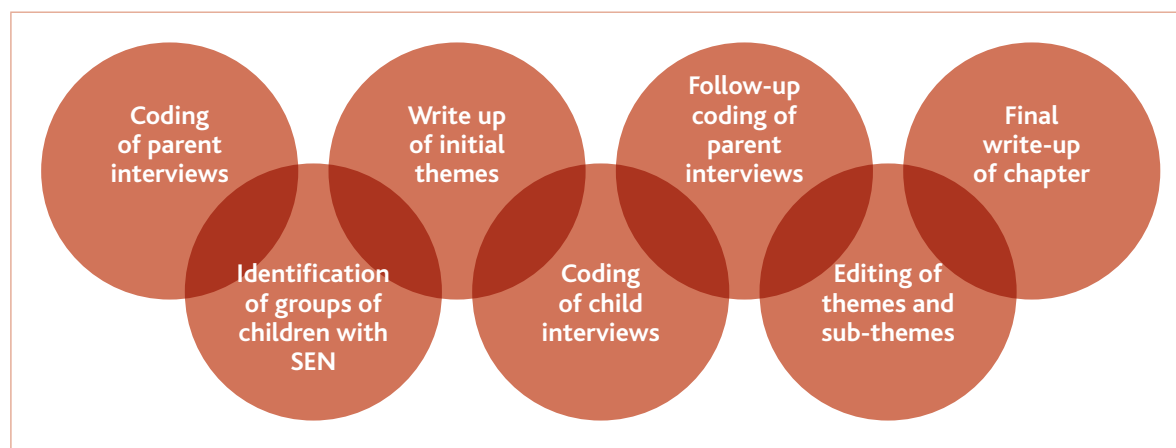 Coding
of parent
interviews
Identification
of groups of
children with
SEN
Write up
of initial
themes
Coding
of child
interviews
Follow-up
coding of
parent
interviews
Editing of
themes and
sub-themes
Final
write-up
of chapter